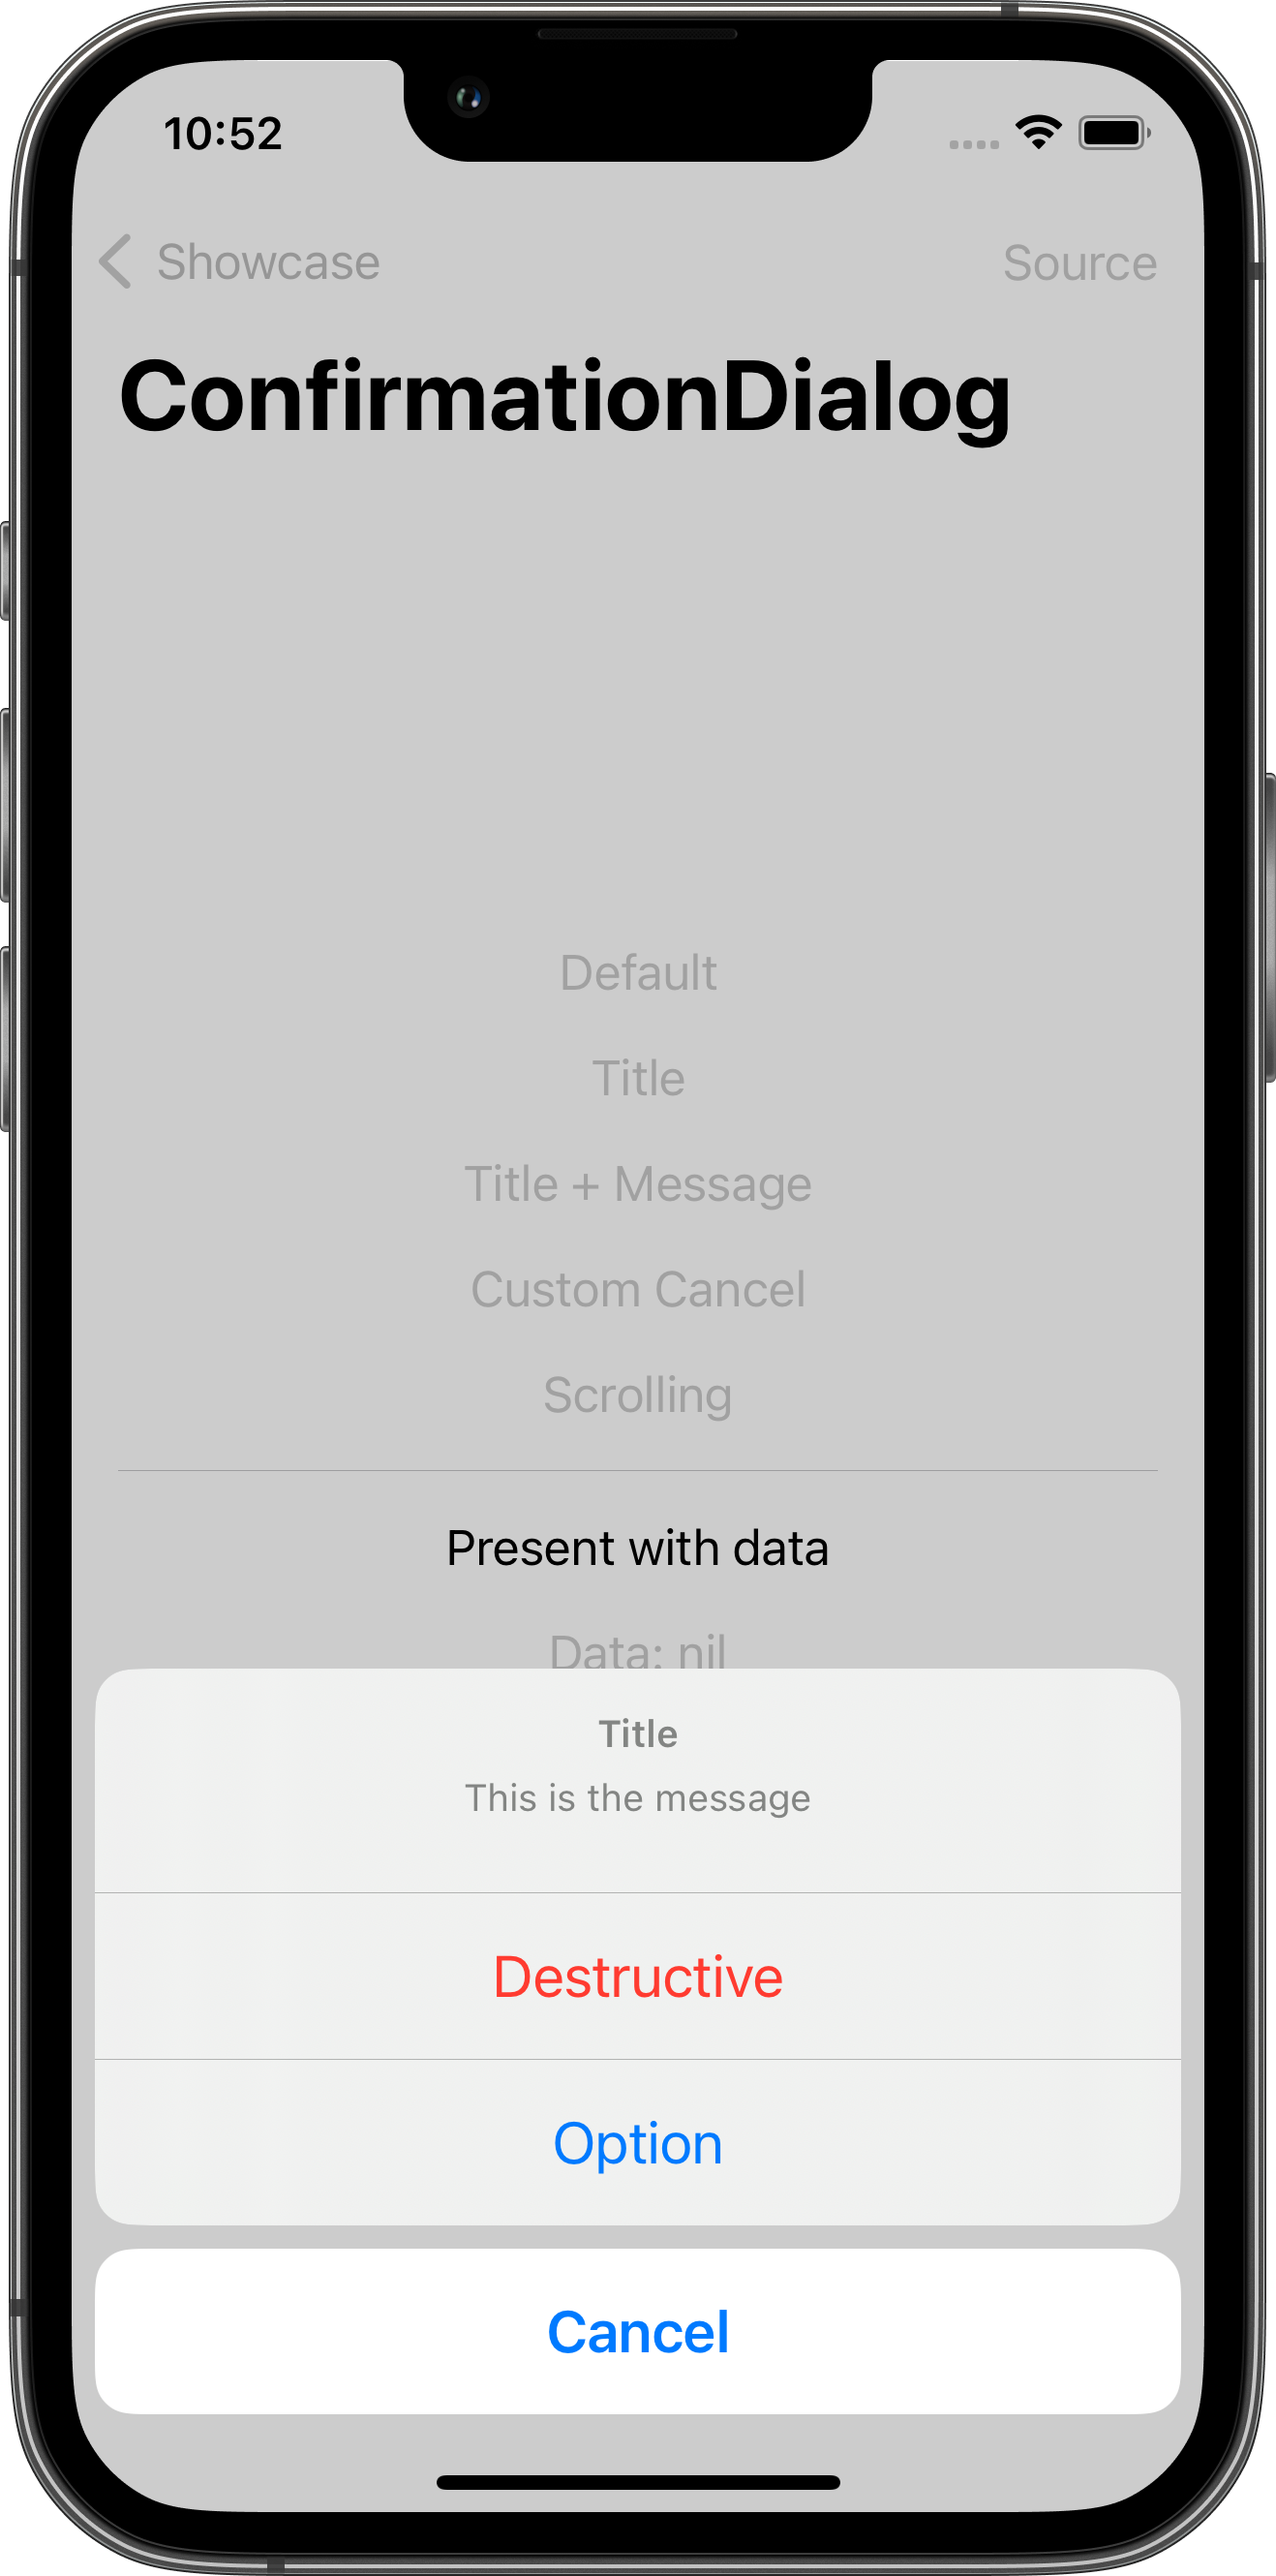 10:52
Showcase
Source
ConfirmationDialog
Default
Title
Title + Message
Custom Cancel
Scrolling
Present with data
Data: nil
Title
This is the message
Destructive
Option
Cancel